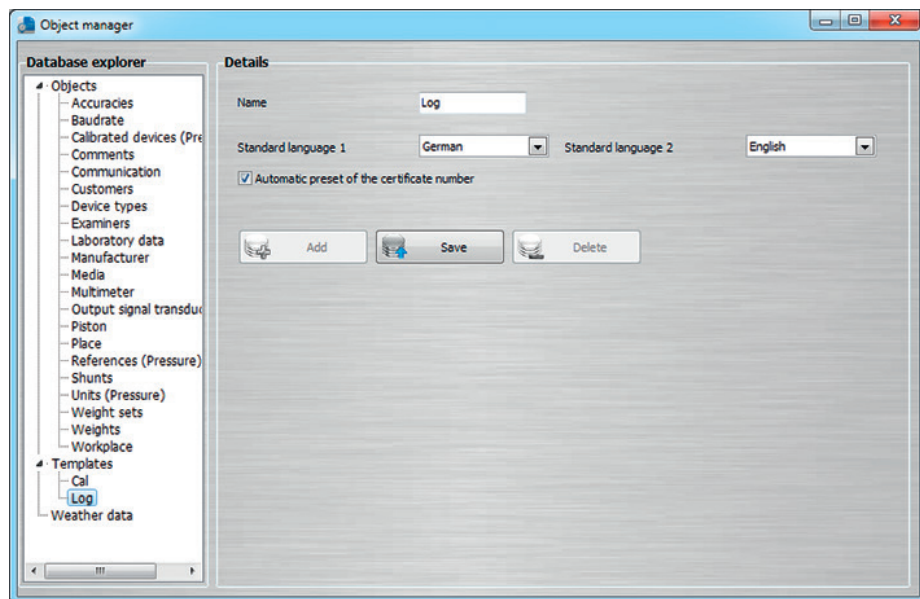 Object manager
Database explorer
Objects
Accuracies
Baudrate
Calibrated devices (Pre
Comments
Communication
Customers
Device types
Examiners
Laboratory data
Manufacturer
Media
Multimeter
Output signal transduc
Piston
Place
References (Pressure)
Shunts
Units (Pressure)
Weight sets
Weights
Workplace
Templates
Cal
Log
Weather data
Details
Name Log
Standard language 1 German Standard language 2 English
Automatic preset of the certificate number
Add Save Delete